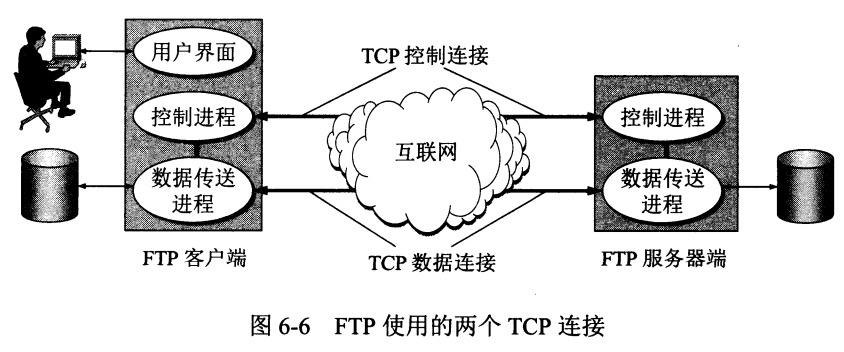 用户界面
TCP 控制连接
控制进程
控制进程
互联网
数据传送
进程
数据传送
进程
FTP 客户端
TCP 数据连接
FTP 服务器端
图 6-6 FTP 使用的两个 TCP 连接